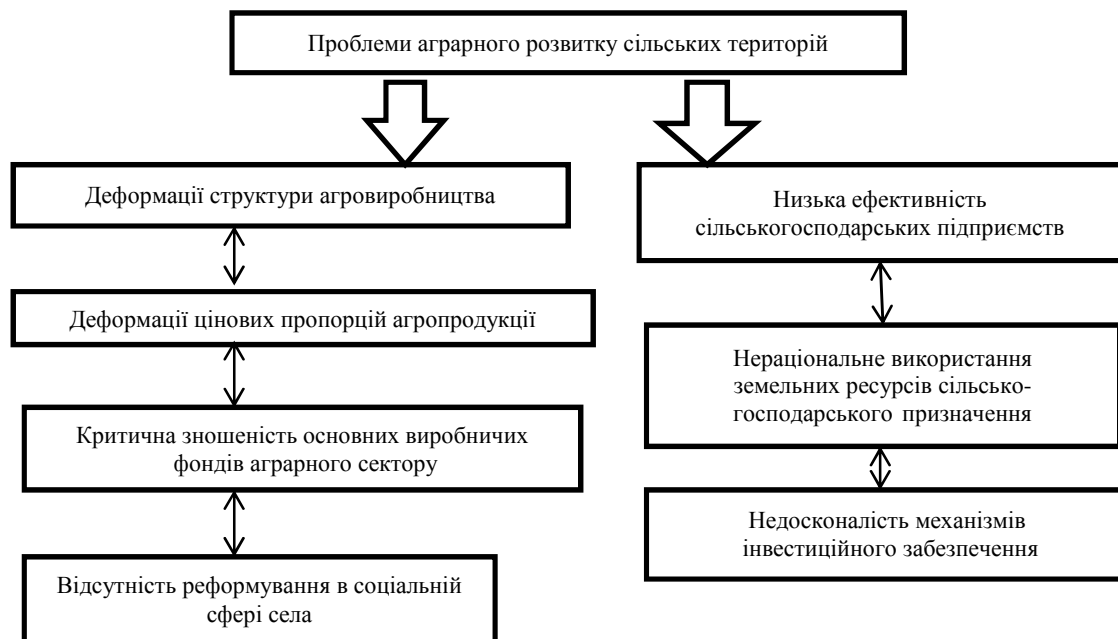 Проблеми аграрного розвитку сільських територій
Деформації структури агровиробництва
Деформації цінових пропорцій агропродукції
Критична зношеність основних виробничих
фондів аграрного сектору
Відсутність реформування в соціальній
сфері села
Низька ефективність
сільськогосподарських підприємств
Нераціональне використання
земельних ресурсів сільсько-
господарського призначення
Недосконалість механізмів
інвестиційного забезпечення